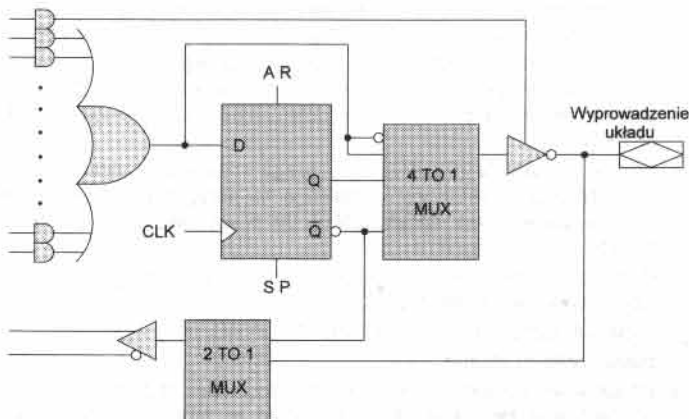 A R
Wyprowadzenie
układu
D
Q
4 TO 1
MUX
CLK
Q̅
S P
2 TO 1
MUX